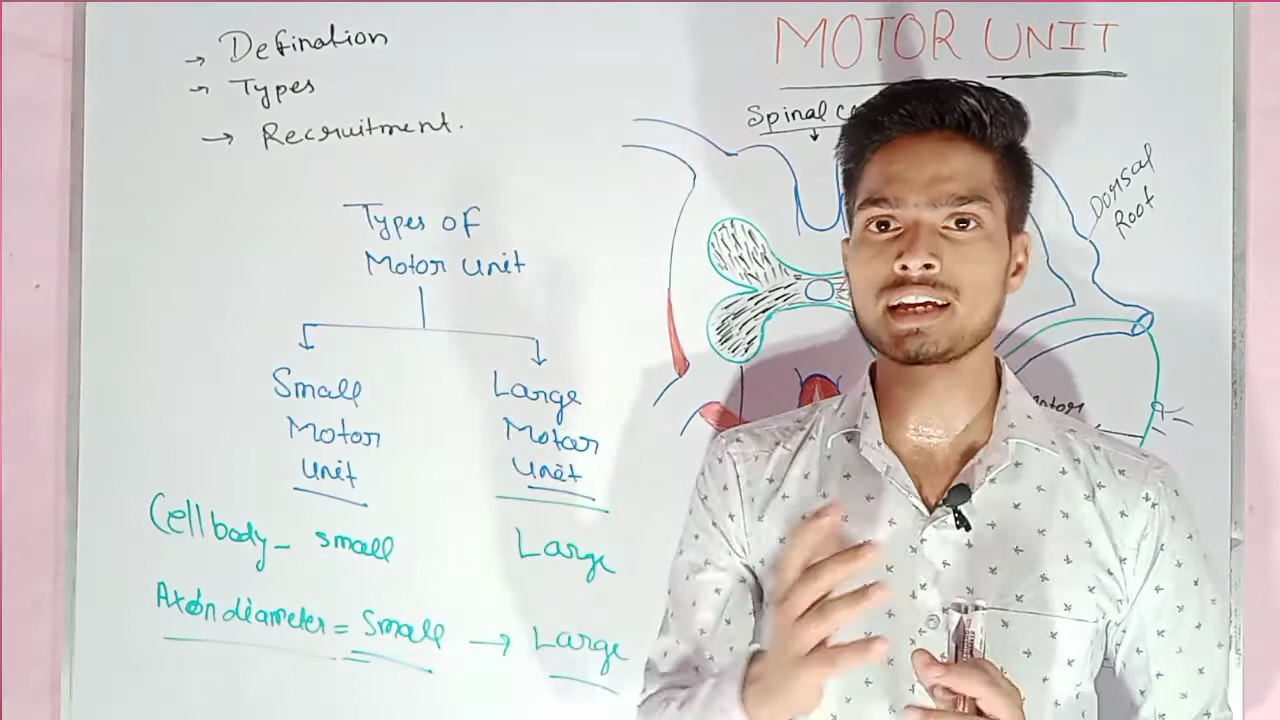 → Defination
→ Types
→ Recruitment.
MOTOR UNIT
Spinal
Dorsal
Root
Types of
Motor unit
Small
Motor
unit
Large
Motor
Unit
Cell body - small
Large
Axon diameter = Small → Large